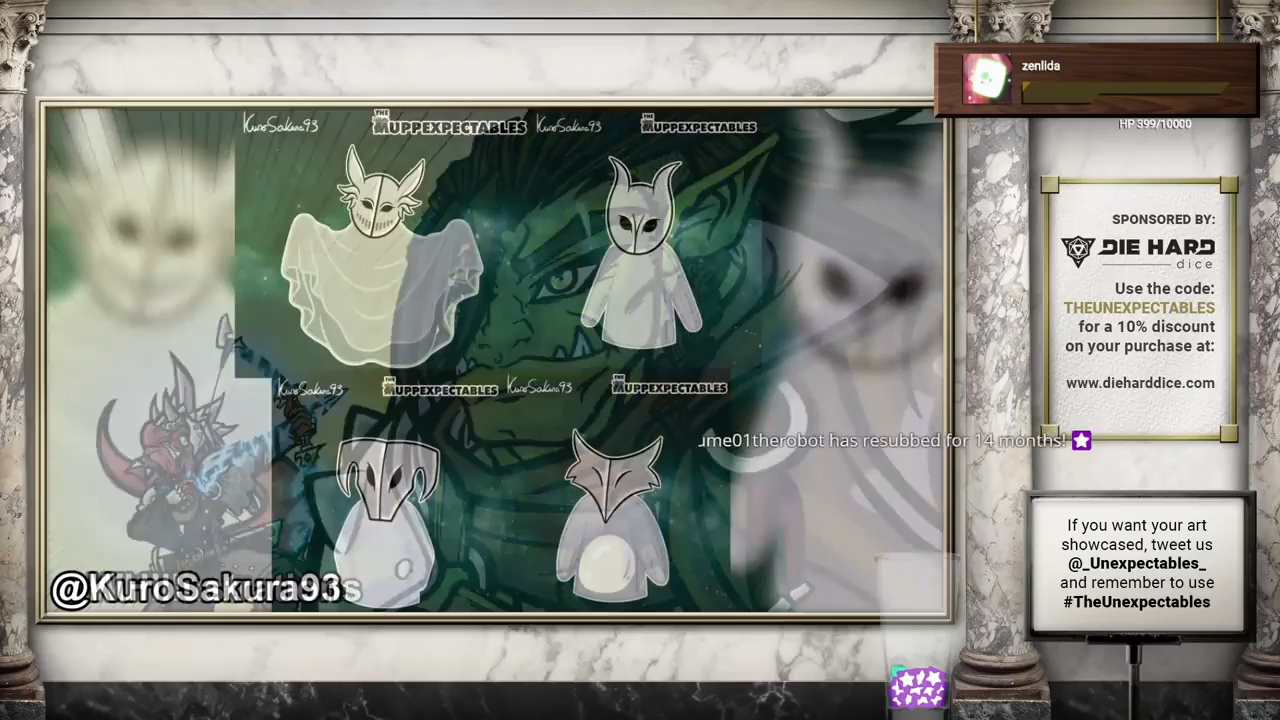 zenlida
HP 399/10000
KuroSakura93
THE MUPPEXPECTABLES
KuroSakura93
THE MUPPEXPECTABLES
SPONSORED BY:
DIE HARD
dice
Use the code:
THEUNEXPECTABLES
for a 10% discount
on your purchase at:
www.dieharddice.com
KuroSakura93
THE MUPPEXPECTABLES
KuroSakura93
THE MUPPEXPECTABLES
ume01therobot has resubbed for 14 months!
If you want your art
showcased, tweet us
@_Unexpectables_
and remember to use
#TheUnexpectables
@KuroSakura93